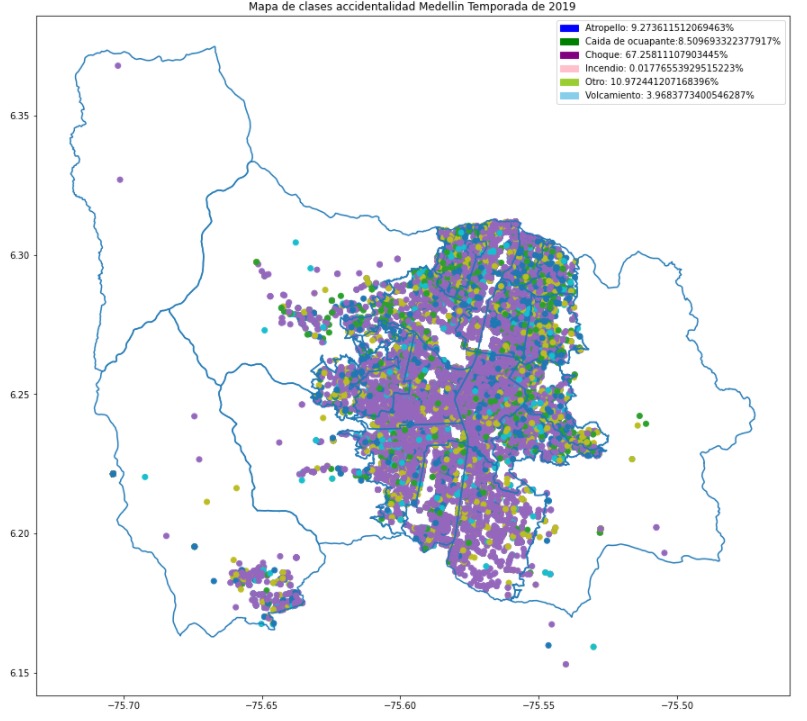 Mapa de clases accidentalidad Medellin Temporada de 2019
Atropello: 9.273611512069463%
Caida de ocuapante:8.509693322377917%
Choque: 67.25811107903445%
Incendio: 0.01776553929515223%
Otro: 10.972441207168396%
Volcamiento: 3.9683773400546287%
6.35
6.30
6.25
6.20
6.15
−75.70
−75.65
−75.60
−75.55
−75.50